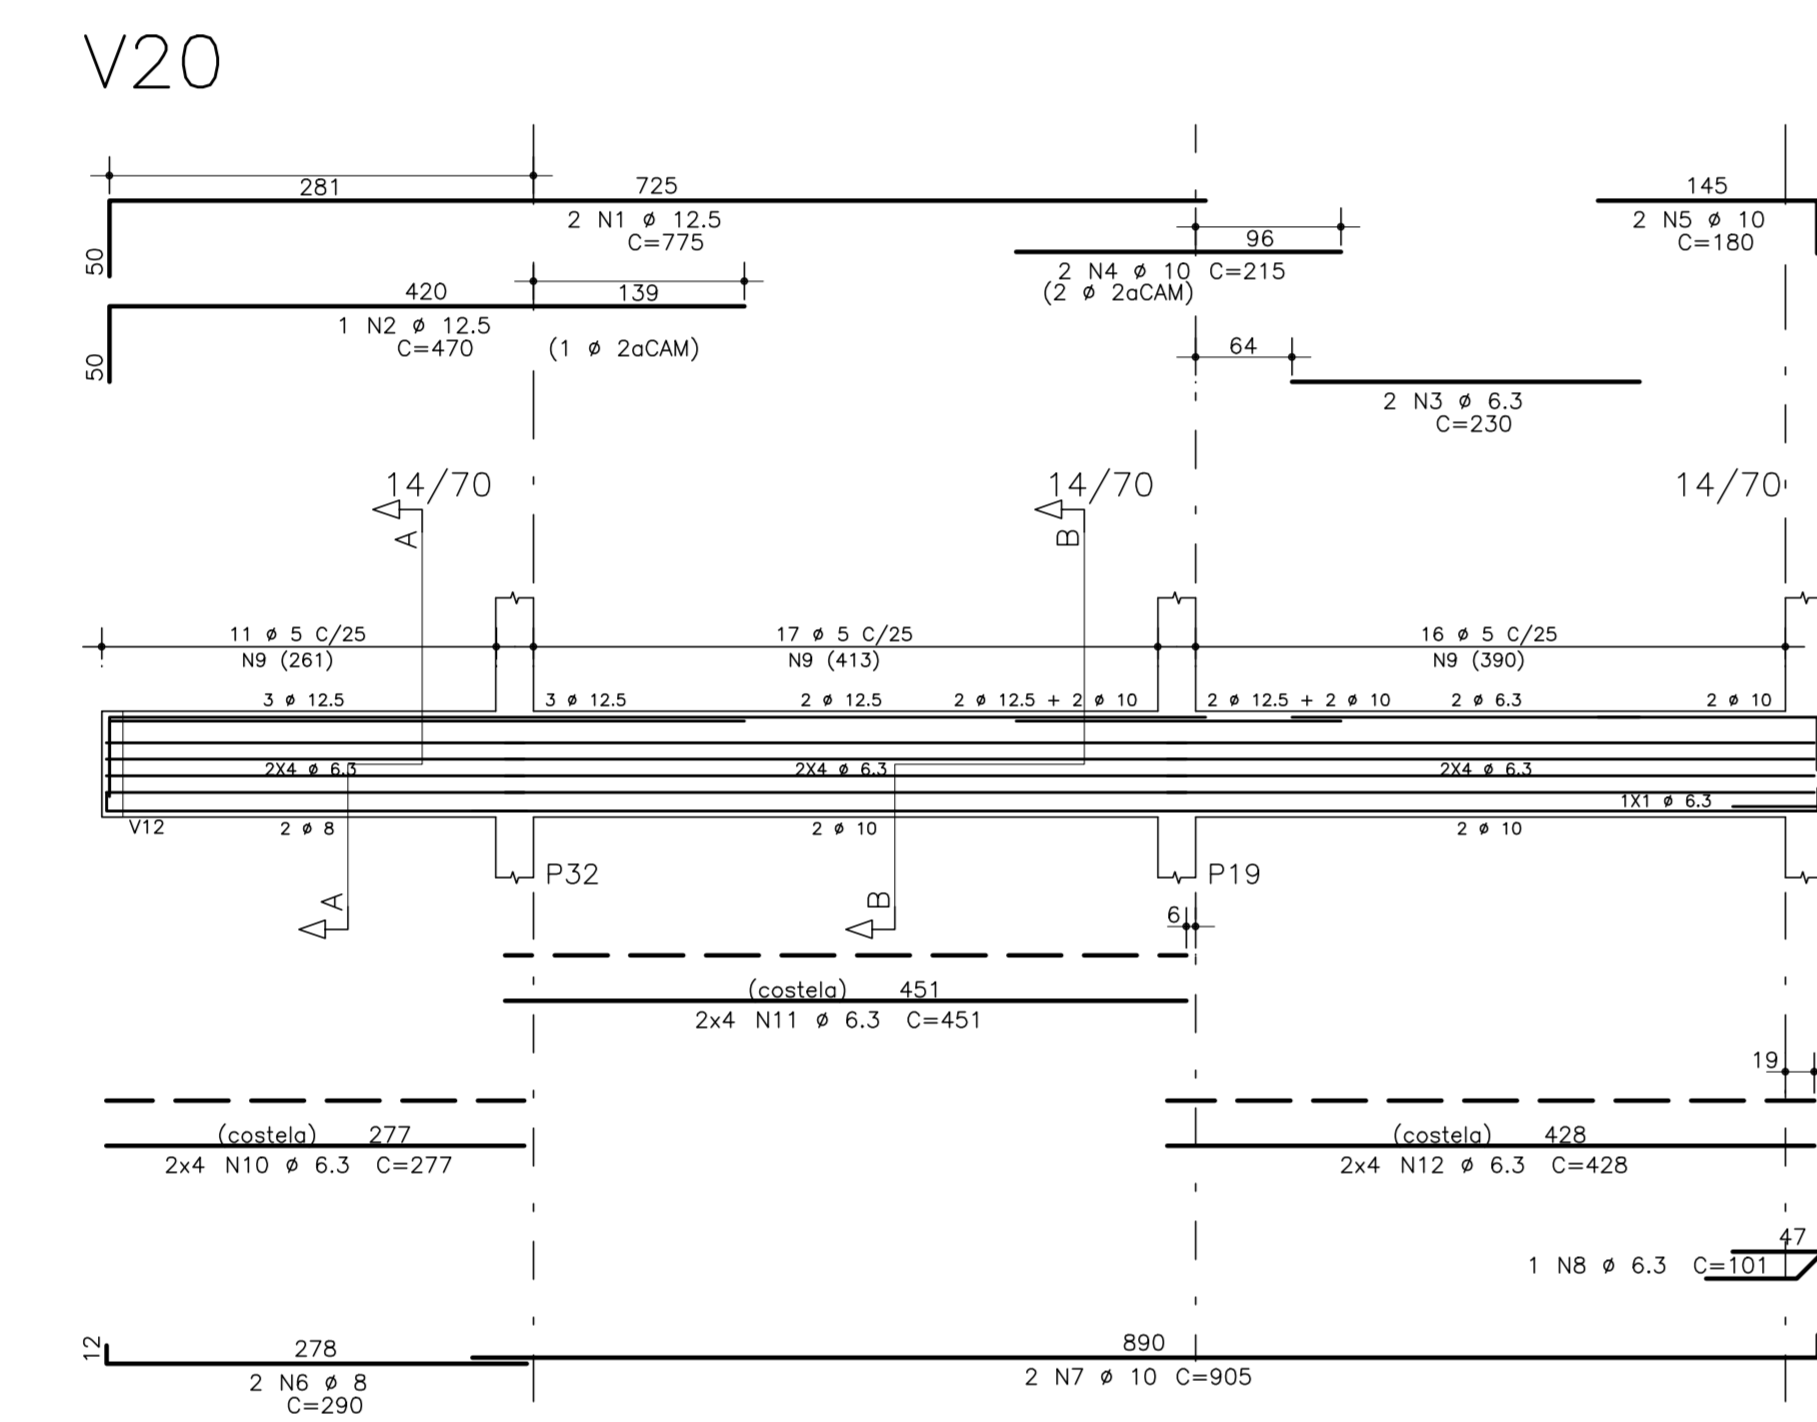 V20
281
725
145
2 N1 ø 12.5
C=775
2 N5 ø 10
C=180
50
96
2 N4 ø 10 C=215
(2 ø 2aCAM)
420
139
1 N2 ø 12.5
C=470
(1 ø 2aCAM)
50
64
2 N3 ø 6.3
C=230
14/70
14/70
14/70
A
B
11 ø 5 C/25
17 ø 5 C/25
16 ø 5 C/25
N9 (261)
N9 (413)
N9 (390)
3 ø 12.5
3 ø 12.5
2 ø 12.5
2 ø 12.5 + 2 ø 10
2 ø 12.5 + 2 ø 10
2 ø 6.3
2 ø 10
2X4 ø 6.3
2X4 ø 6.3
2X4 ø 6.3
1X1 ø 6.3
V12
2 ø 8
2 ø 10
2 ø 10
P32
P19
A
B
6
(costela) 451
2x4 N11 ø 6.3 C=451
19
(costela) 277
2x4 N10 ø 6.3 C=277
(costela) 428
2x4 N12 ø 6.3 C=428
47
1 N8 ø 6.3 C=101
12
278
890
2 N6 ø 8
C=290
2 N7 ø 10 C=905